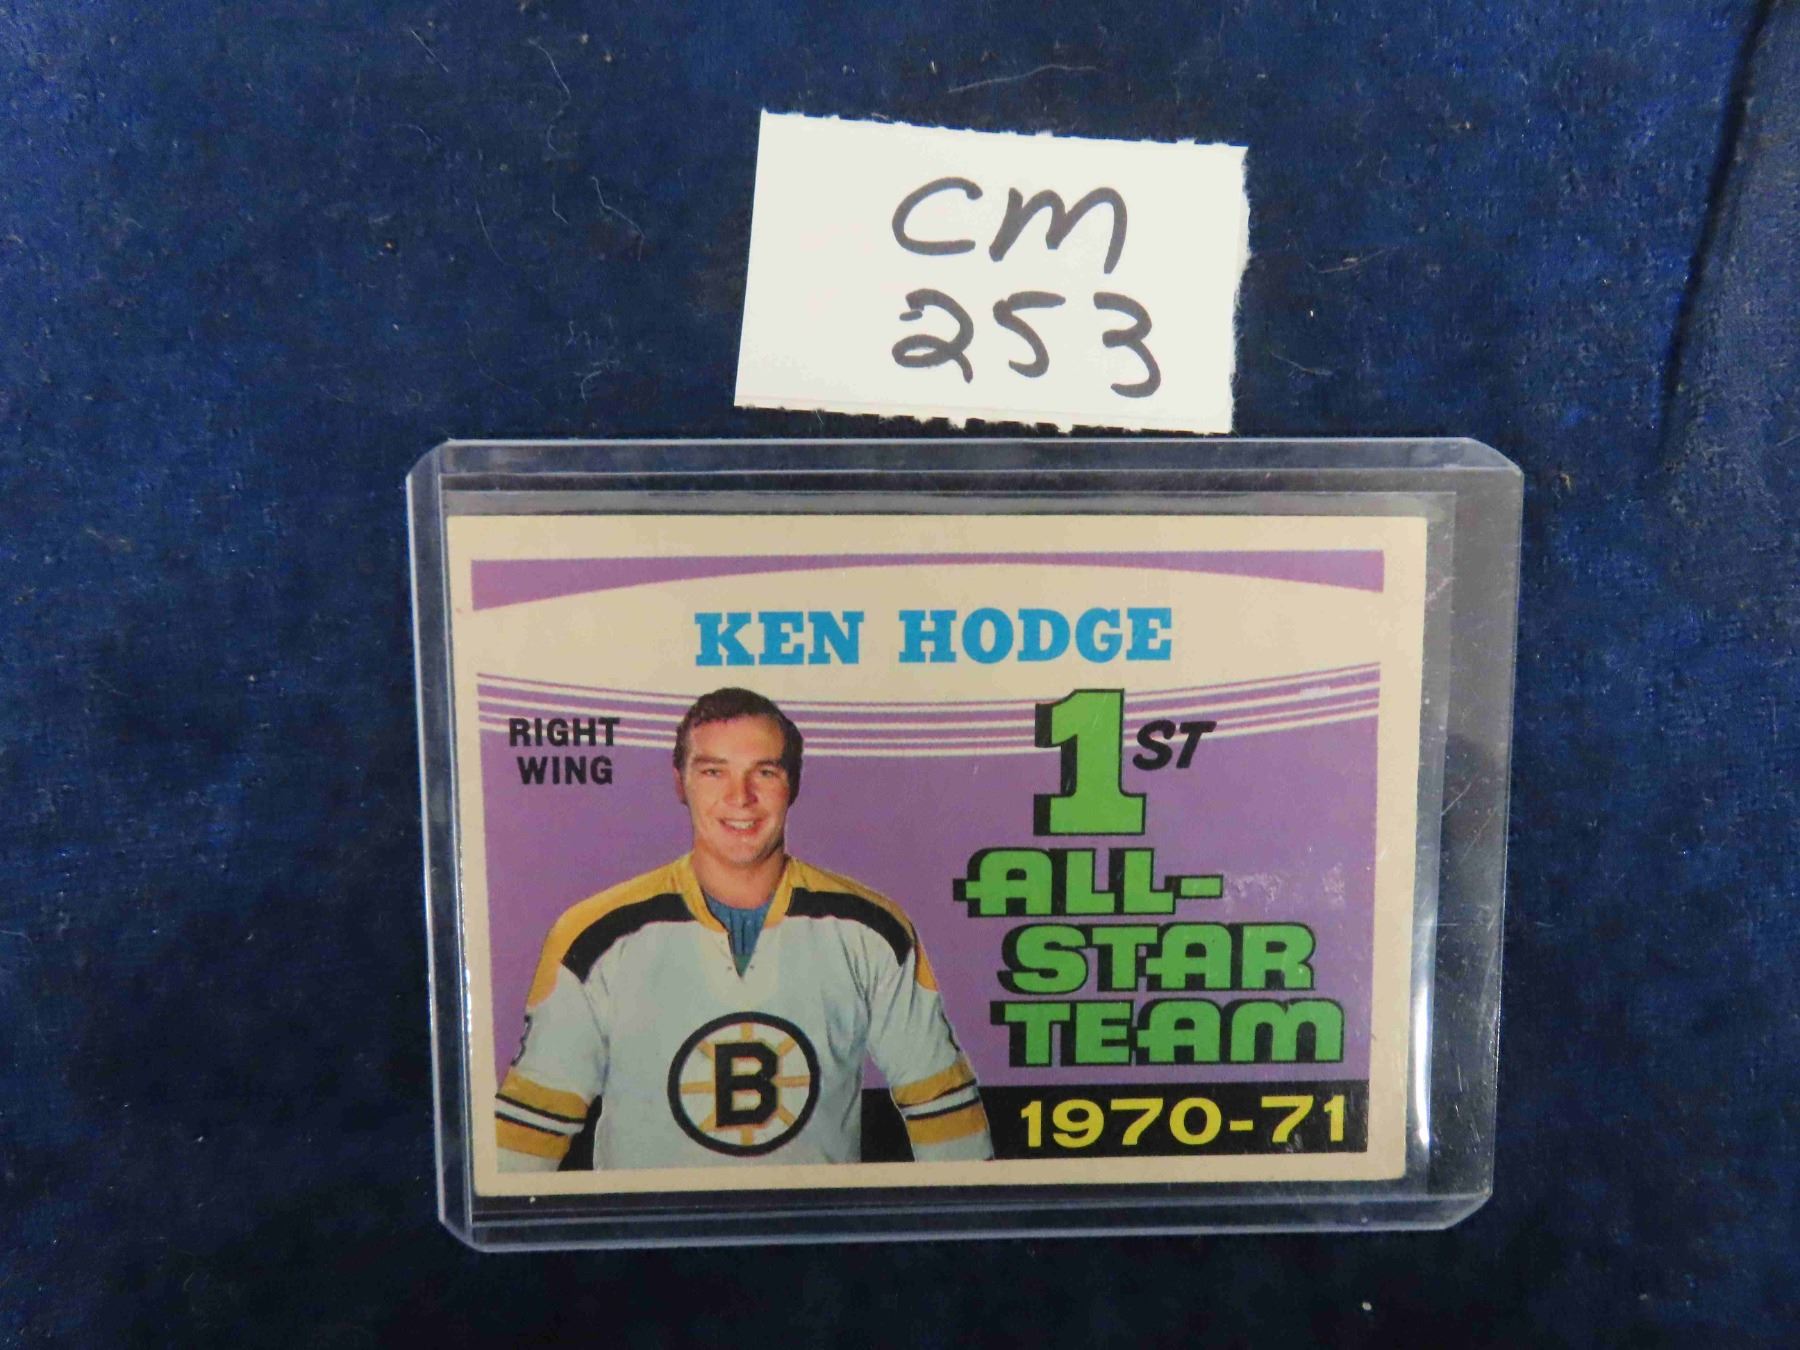 CM
253
KEN HODGE
RIGHT
WING
1ST
ALL-
STAR
TEAM
B
1970-71